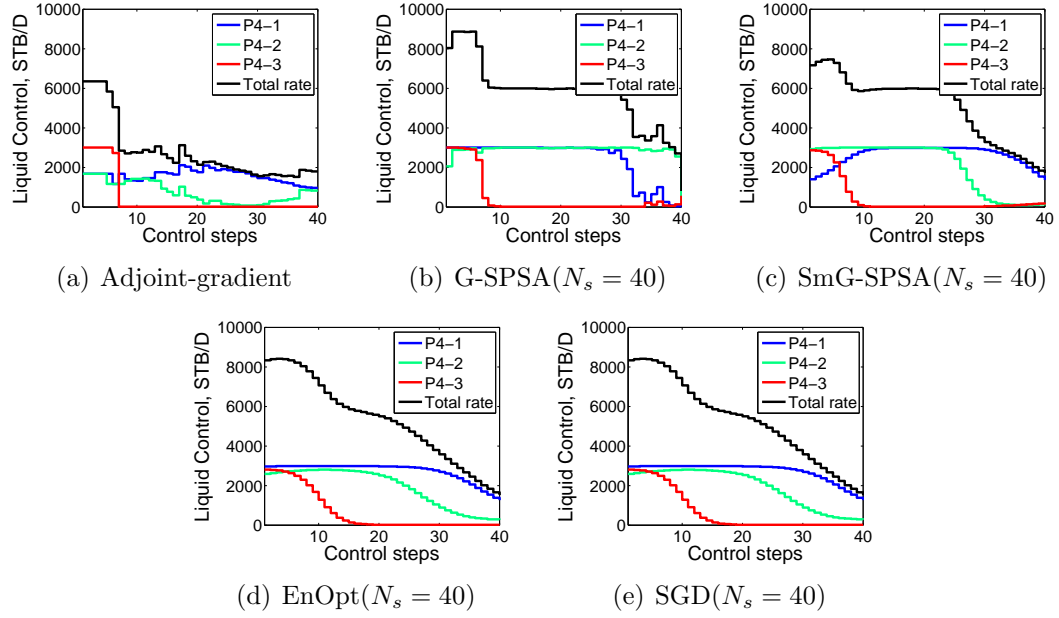 Liquid Control, STB/D
10000
8000
6000
4000
2000
0
P4−1
P4−2
P4−3
Total rate
10 20 30 40
Control steps
(a) Adjoint-gradient
Liquid Control, STB/D
10000
8000
6000
4000
2000
0
P4−1
P4−2
P4−3
Total rate
10 20 30 40
Control steps
(b) G-SPSA(N_s = 40)
Liquid Control, STB/D
10000
8000
6000
4000
2000
0
P4−1
P4−2
P4−3
Total rate
10 20 30 40
Control steps
(c) SmG-SPSA(N_s = 40)
Liquid Control, STB/D
10000
8000
6000
4000
2000
0
P4−1
P4−2
P4−3
Total rate
10 20 30 40
Control steps
(d) EnOpt(N_s = 40)
Liquid Control, STB/D
10000
8000
6000
4000
2000
0
P4−1
P4−2
P4−3
Total rate
10 20 30 40
Control steps
(e) SGD(N_s = 40)